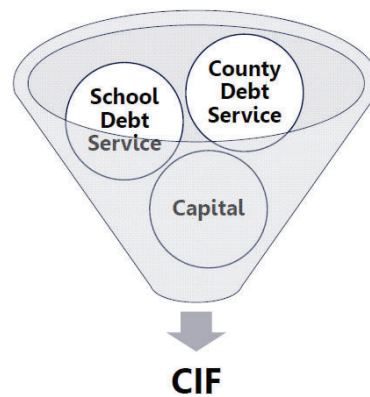 School
Debt
Service
County
Debt
Service
Capital
CIF